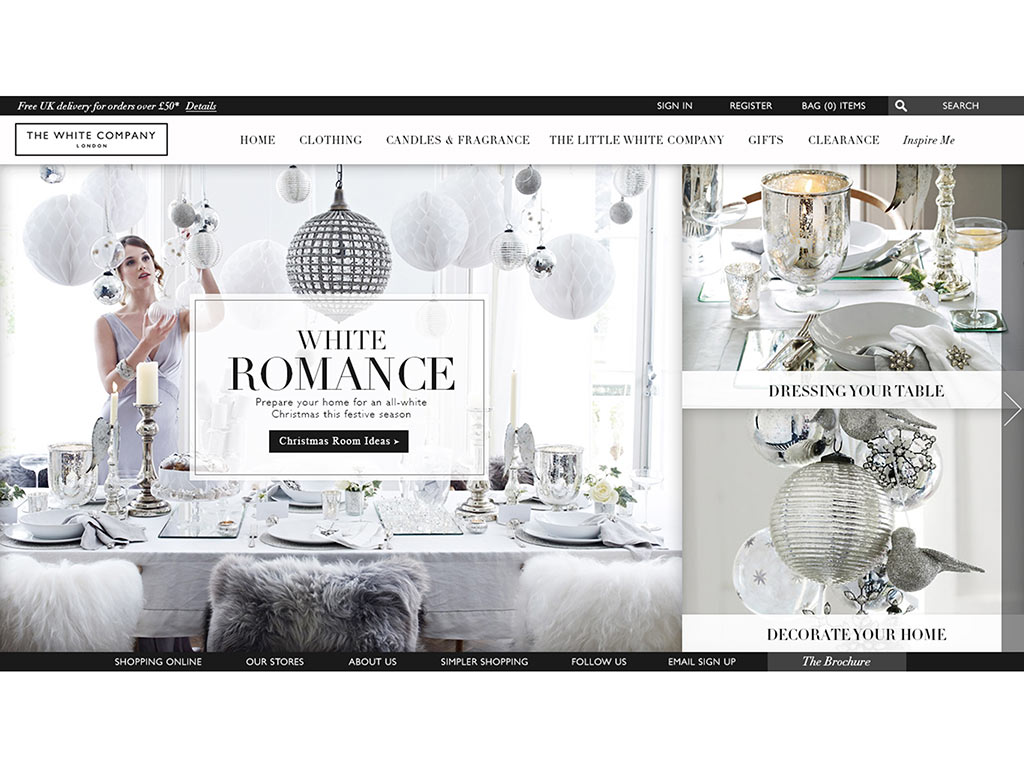 Free UK delivery for orders over £50* Details
SIGN IN
REGISTER
BAG (0) ITEMS
SEARCH
THE WHITE COMPANY
LONDON
HOME
CLOTHING
CANDLES & FRAGRANCE
THE LITTLE WHITE COMPANY
GIFTS
CLEARANCE
Inspire Me
WHITE
ROMANCE
Prepare your home for an all-white
Christmas this festive season
Christmas Room Ideas ➤
DRESSING YOUR TABLE
DECORATE YOUR HOME
SHOPPING ONLINE
OUR STORES
ABOUT US
SIMPLER SHOPPING
FOLLOW US
EMAIL SIGN UP
The Brochure